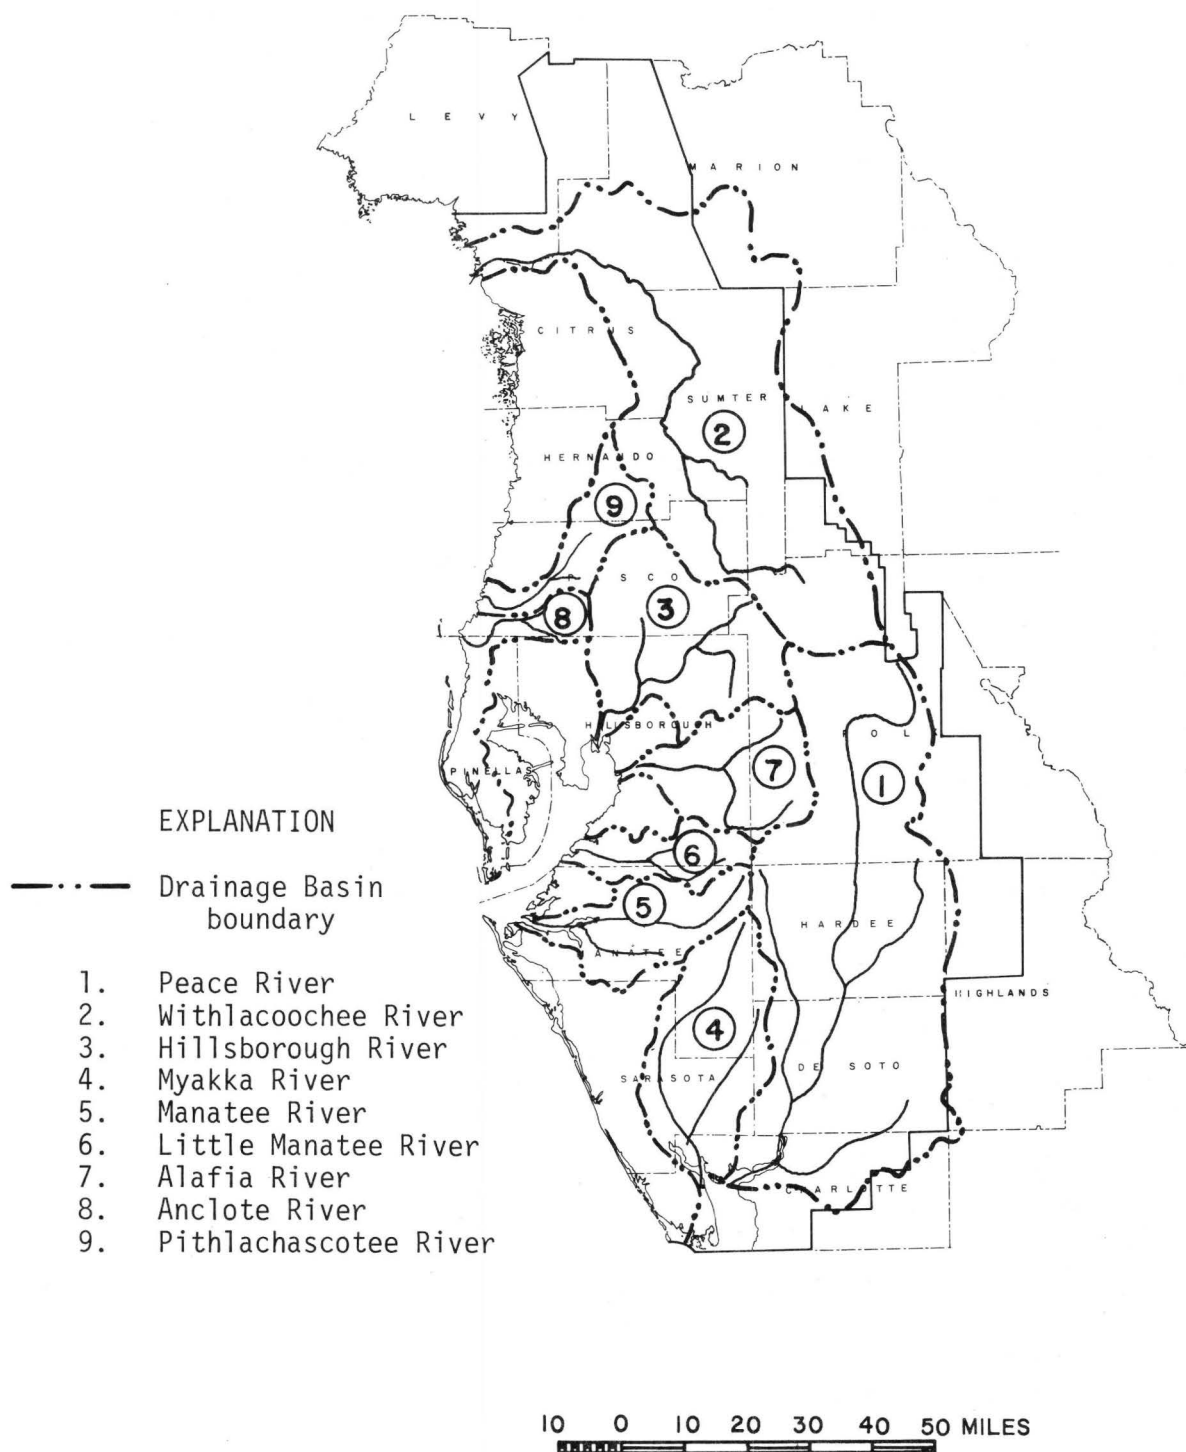 L E V Y
M A R I O N
C I T R U S
S U M T E R
L A K E
2
H E R N A N D O
9
P S C O
8
3
H I L L S B O R O U G H
P O L K
P I N E L L A S
7
1
EXPLANATION
6
Drainage Basin
boundary
5
H A R D E E
A N A T E E
H I G H L A N D S
1. Peace River
2. Withlacoochee River
3. Hillsborough River
4. Myakka River
5. Manatee River
6. Little Manatee River
7. Alafia River
8. Anclote River
9. Pithlachascotee River
4
S A R A S O T A
D E S O T O
C H A R L O T T E
10 0 10 20 30 40 50 MILES